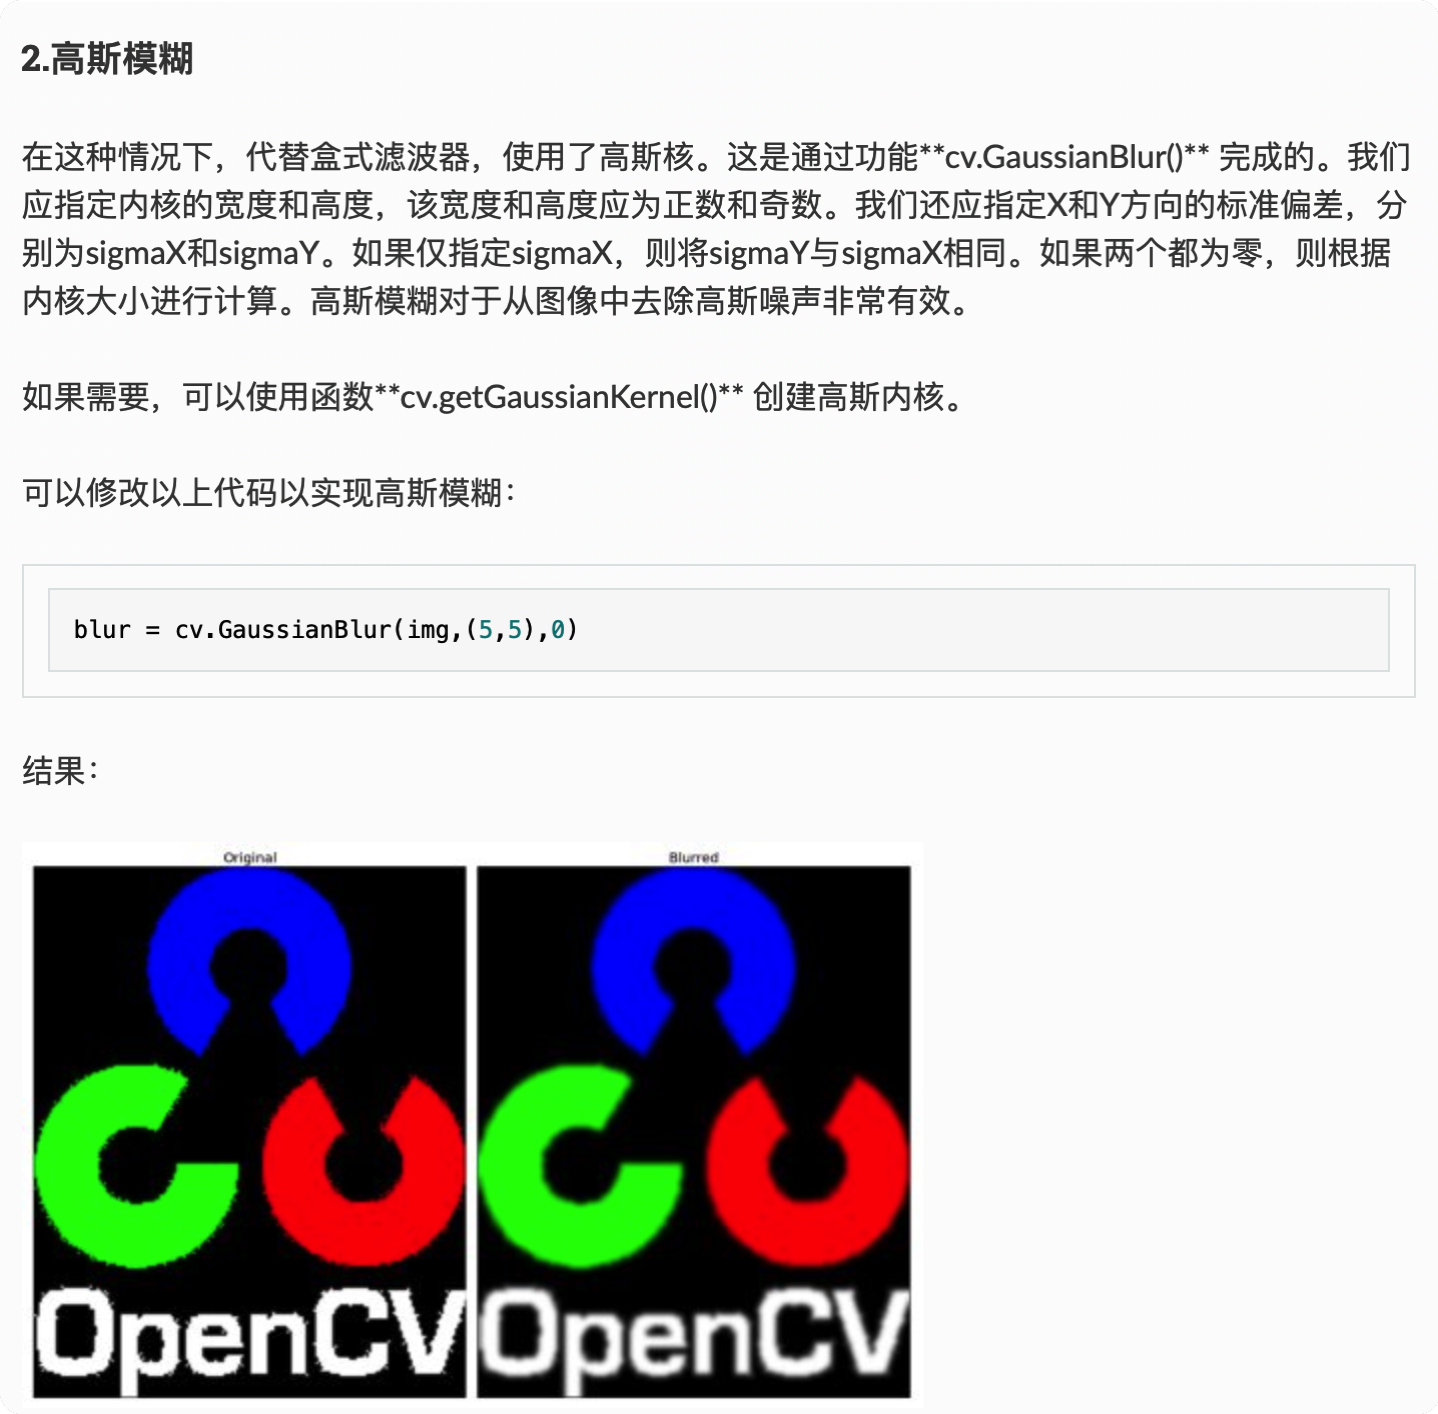 2.高斯模糊
在这种情况下，代替盒式滤波器，使用了高斯核。这是通过功能**cv.GaussianBlur()** 完成的。我们
应指定内核的宽度和高度，该宽度和高度应为正数和奇数。我们还应指定X和Y方向的标准偏差，分
别为sigmaX和sigmaY。如果仅指定sigmaX，则将sigmaY与sigmaX相同。如果两个都为零，则根据
内核大小进行计算。高斯模糊对于从图像中去除高斯噪声非常有效。
如果需要，可以使用函数**cv.getGaussianKernel()** 创建高斯内核。
可以修改以上代码以实现高斯模糊：
blur = cv.GaussianBlur(img,(5,5),0)
结果：
Original
Blurred
OpenCV
OpenCV